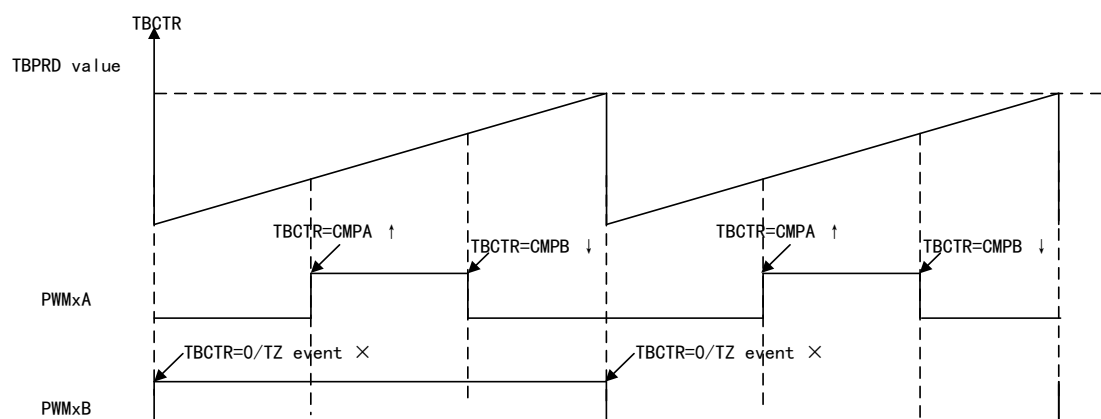 TBCTR
TBPRD value
TBCTR=CMPA ↑
TBCTR=CMPB ↓
TBCTR=CMPA ↑
TBCTR=CMPB ↓
PWMxA
TBCTR=0/TZ event ×
TBCTR=0/TZ event ×
PWMxB